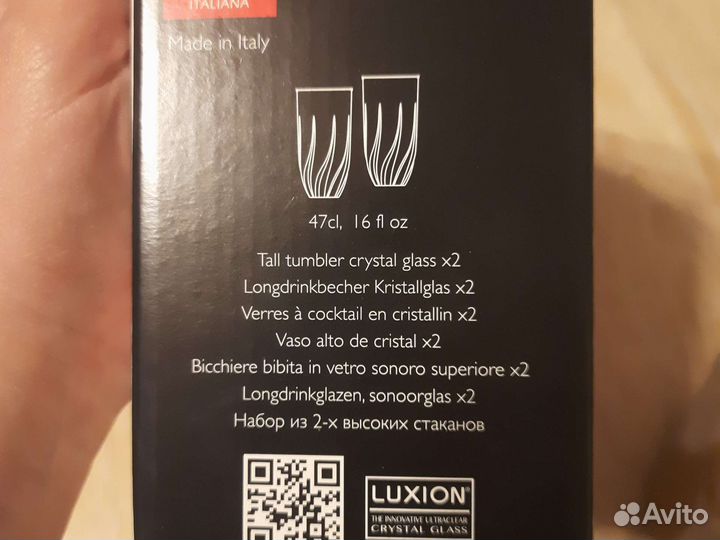 ITALIANA
Made in Italy
47cl, 16 fl oz
Tall tumbler crystal glass x2
Longdrinkbecher Kristallglas x2
Verres à cocktail en cristallin x2
Vaso alto de cristal x2
Bicchiere bibita in vetro sonoro superiore x2
Longdrinkglazen, sonoorglas x2
Набор из 2-х высоких стаканов
LUXION®
THE INNOVATIVE ULTRACLEAR
CRYSTAL GLASS
Avito